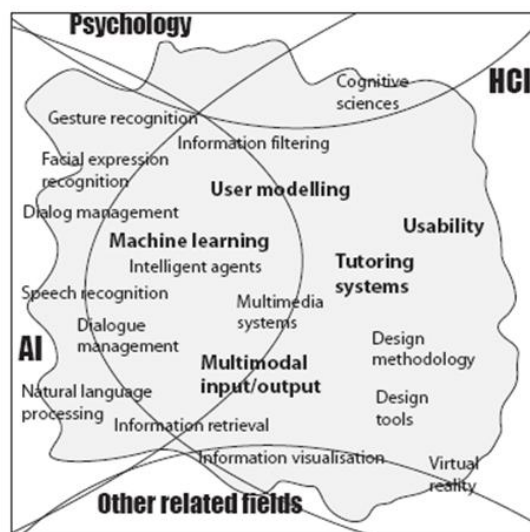 Psychology
HCI
Cognitive
sciences
Gesture recognition
Information filtering
Facial expression
recognition
User modelling
Dialog management
Usability
Machine learning
Intelligent agents
Tutoring
systems
Speech recognition
Multimedia
systems
Dialogue
management
AI
Design
methodology
Multimodal
input/output
Natural language
processing
Design
tools
Information retrieval
Information visualisation
Virtual
reality
Other related fields